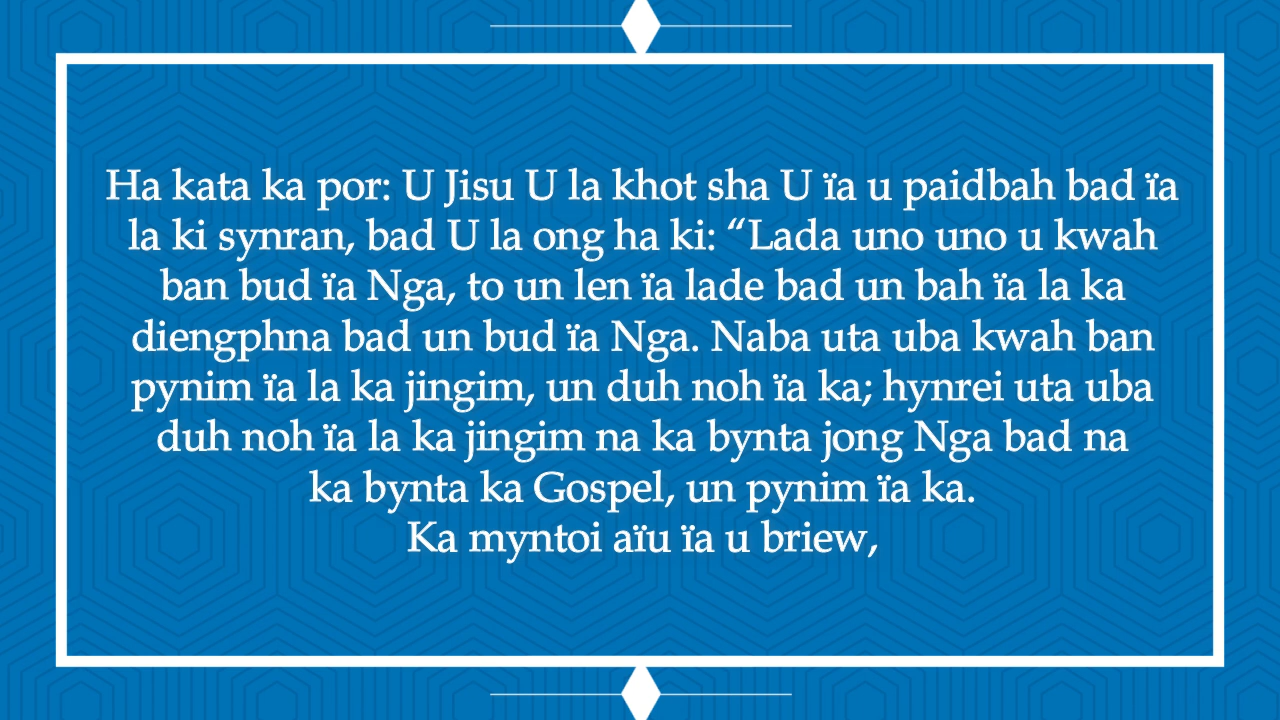 Ha kata ka por: U Jisu U la khot sha U ïa u paidbah bad ïa
la ki synran, bad U la ong ha ki: “Lada uno uno u kwah
ban bud ïa Nga, to un len ïa lade bad un bah ïa la ka
diengphna bad un bud ïa Nga. Naba uta uba kwah ban
pynim ïa la ka jingim, un duh noh ïa ka; hynrei uta uba
duh noh ïa la ka jingim na ka bynta jong Nga bad na
ka bynta ka Gospel, un pynim ïa ka.
Ka myntoi aïu ïa u briew,